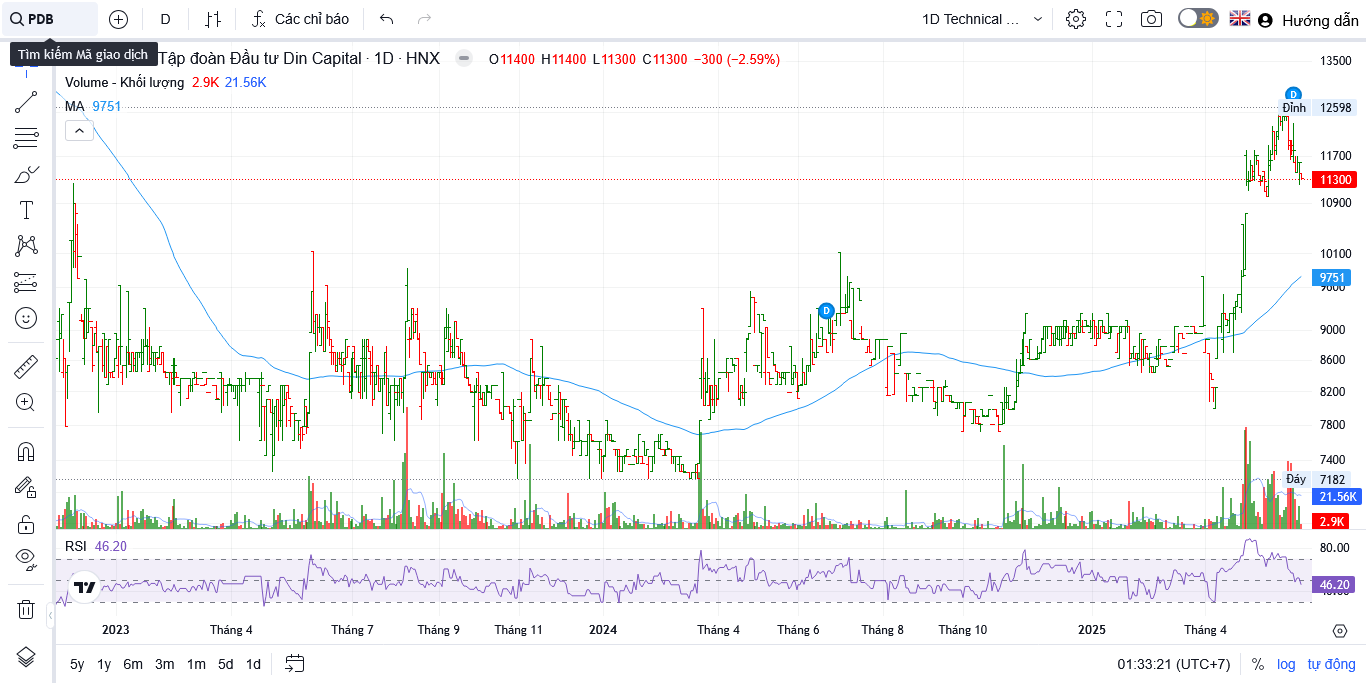 PDB
D
Các chỉ báo
1D Technical ...
Hướng dẫn
Tìm kiếm Mã giao dịch
Tập đoàn Đầu tư Din Capital · 1D · HNX O11400 H11400 L11300 C11300 −300 (−2.59%)
Volume - Khối lượng 2.9K 21.56K
MA 9751
13500
D
Đỉnh 12598
11700
11300
10900
10100
9751
9600
D
9000
8600
8200
7800
7400
Đáy 7182
21.56K
2.9K
RSI 46.20
80.00
46.20
2023 Tháng 4 Tháng 7 Tháng 9 Tháng 11 2024 Tháng 4 Tháng 6 Tháng 8 Tháng 10 2025 Tháng 4
5y 1y 6m 3m 1m 5d 1d
01:33:21 (UTC+7) % log tự động